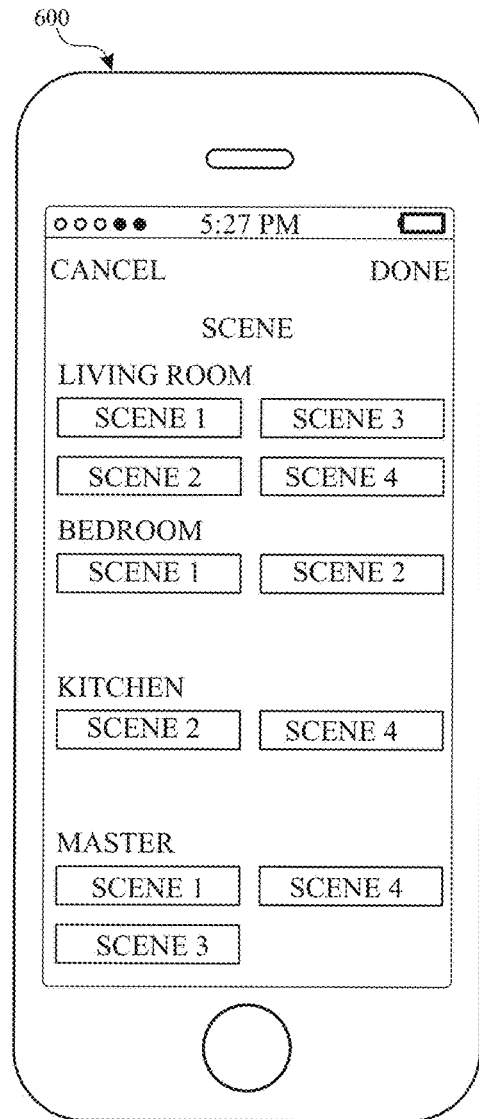 600
5:27 PM
CANCEL DONE
SCENE
LIVING ROOM
SCENE 1 SCENE 3
SCENE 2 SCENE 4
BEDROOM
SCENE 1 SCENE 2
KITCHEN
SCENE 2 SCENE 4
MASTER
SCENE 1 SCENE 4
SCENE 3